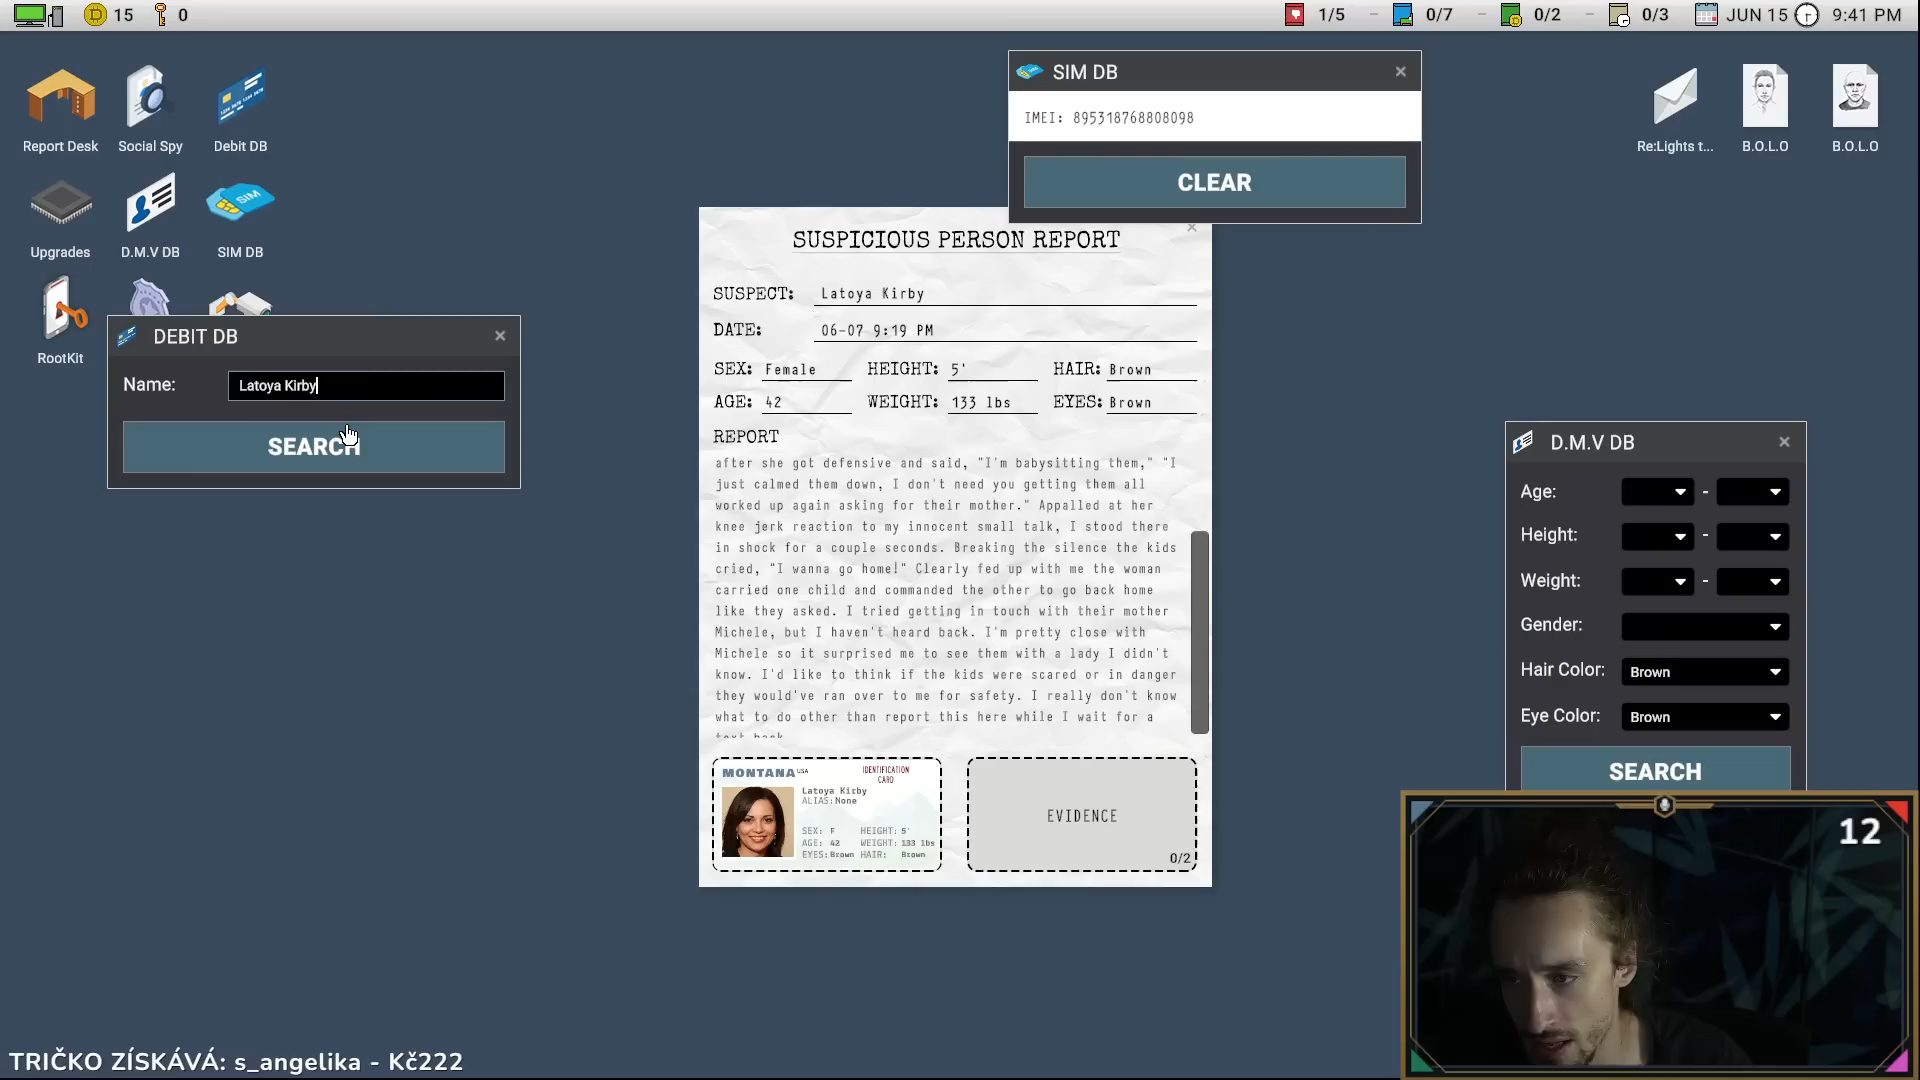 15
0
1/5
0/7
0/2
0/3
JUN 15
9:41 PM
Report Desk
Social Spy
Debit DB
Upgrades
D.M.V DB
SIM DB
RootKit
Re:Lights t...
B.O.L.O
B.O.L.O
SIM DB
IMEI: 895318768808098
CLEAR
DEBIT DB
Name:
Latoya Kirby
SEARCH
SUSPICIOUS PERSON REPORT
SUSPECT: Latoya Kirby
DATE: 06-07 9:19 PM
SEX: Female HEIGHT: 5' HAIR: Brown
AGE: 42 WEIGHT: 133 lbs EYES: Brown
REPORT
after she got defensive and said, "I'm babysitting them," "I
just calmed them down, I don't need you getting them all
worked up again asking for their mother." Appalled at her
knee jerk reaction to my innocent small talk, I stood there
in shock for a couple seconds. Breaking the silence the kids
cried, "I wanna go home!" Clearly fed up with me the woman
carried one child and commanded the other to go back home
like they asked. I tried getting in touch with their mother
Michele, but I haven't heard back. I'm pretty close with
Michele so it surprised me to see them with a lady I didn't
know. I'd like to think if the kids were scared or in danger
they would've ran over to me for safety. I really don't know
what to do other than report this here while I wait for a
text back
MONTANA USA
IDENTIFICATION
CARD
Latoya Kirby
ALIAS: None
SEX: F HEIGHT: 5'
AGE: 42 WEIGHT: 133 lbs
EYES: Brown HAIR: Brown
EVIDENCE
0/2
D.M.V DB
Age: -
Height: -
Weight: -
Gender:
Hair Color: Brown
Eye Color: Brown
SEARCH
12
TRIČKO ZÍSKÁVÁ: s_angelika - Kč222